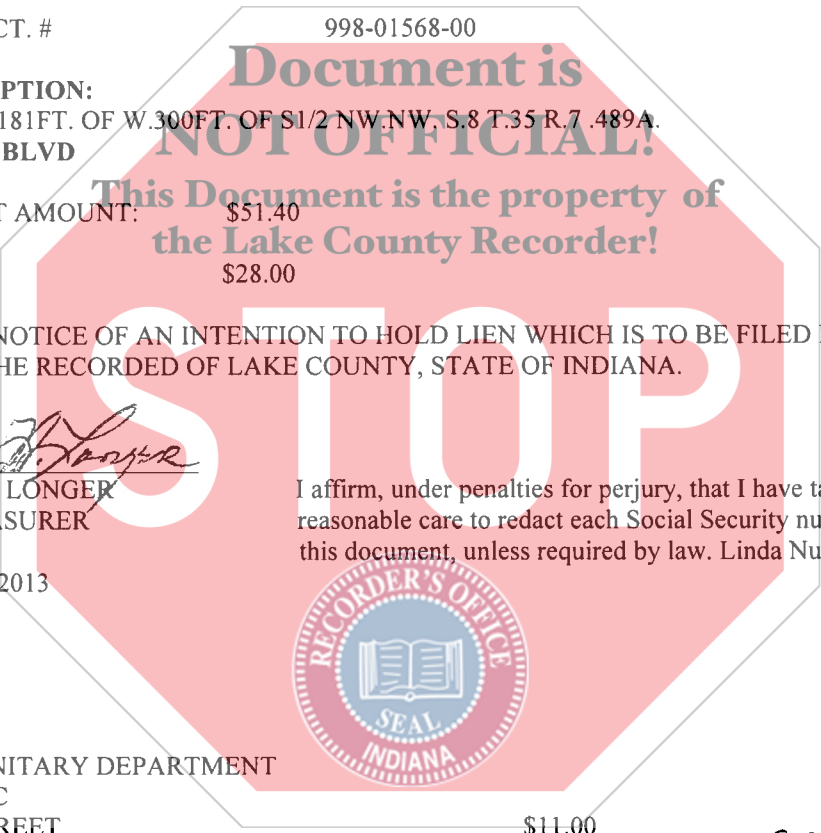 CT. # 998-01568-00
Document is
PTION:
181FT. OF W.300FT. OF S1/2 NW.NW. S.8 T.35 R.7 .489A.
NOT OFFICIAL!
BLVD
This Document is the property of
T AMOUNT: $51.40
the Lake County Recorder!
$28.00
NOTICE OF AN INTENTION TO HOLD LIEN WHICH IS TO BE FILED
HE RECORDED OF LAKE COUNTY, STATE OF INDIANA.
STOP
LONGER
I affirm, under penalties for perjury, that I have ta
ASURER
reasonable care to redact each Social Security nu
this document, unless required by law. Linda Nu
2013
RECORDER'S OFFICE
SEAL
INDIANA
NITARY DEPARTMENT
C
REET $11.00